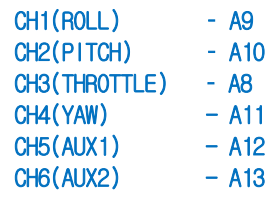 CH1(ROLL) - A9
CH2(PITCH) - A10
CH3(THROTTLE) - A8
CH4(YAW) - A11
CH5(AUX1) - A12
CH6(AUX2) - A13